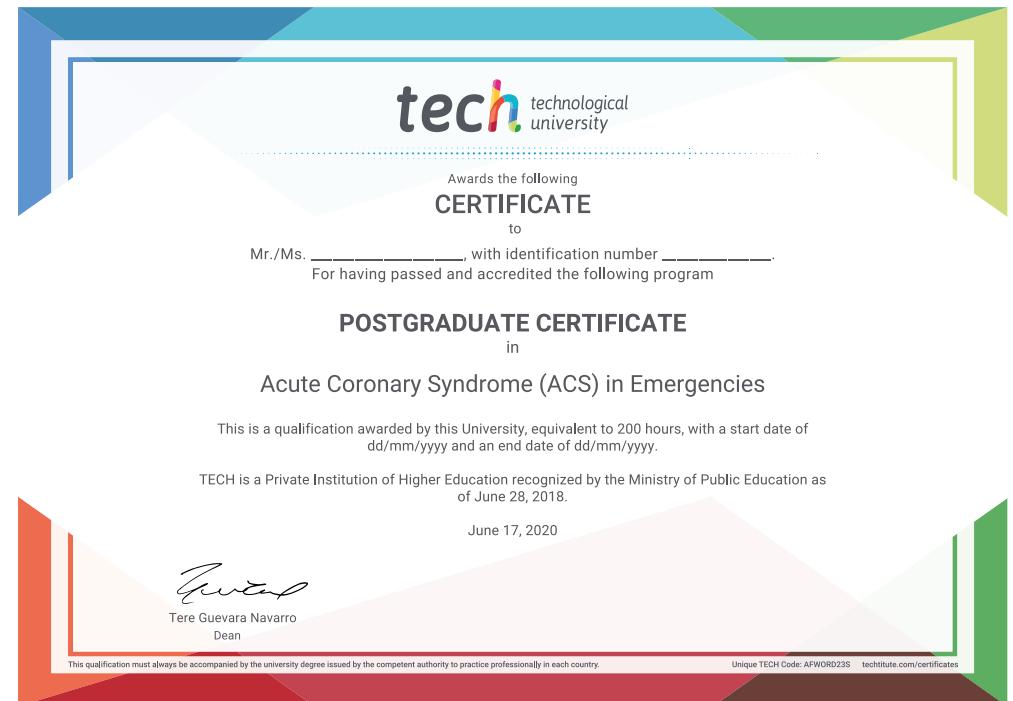 tech technological
university
Awards the following
CERTIFICATE
to
Mr./Ms. ___________________, with identification number ______________.
For having passed and accredited the following program
POSTGRADUATE CERTIFICATE
in
Acute Coronary Syndrome (ACS) in Emergencies
This is a qualification awarded by this University, equivalent to 200 hours, with a start date of
dd/mm/yyyy and an end date of dd/mm/yyyy.
TECH is a Private Institution of Higher Education recognized by the Ministry of Public Education as
of June 28, 2018.
June 17, 2020
Tere Guevara Navarro
Dean
This qualification must always be accompanied by the university degree issued by the competent authority to practice professionally in each country. Unique TECH Code: AFWORD23S techtitute.com/certificates